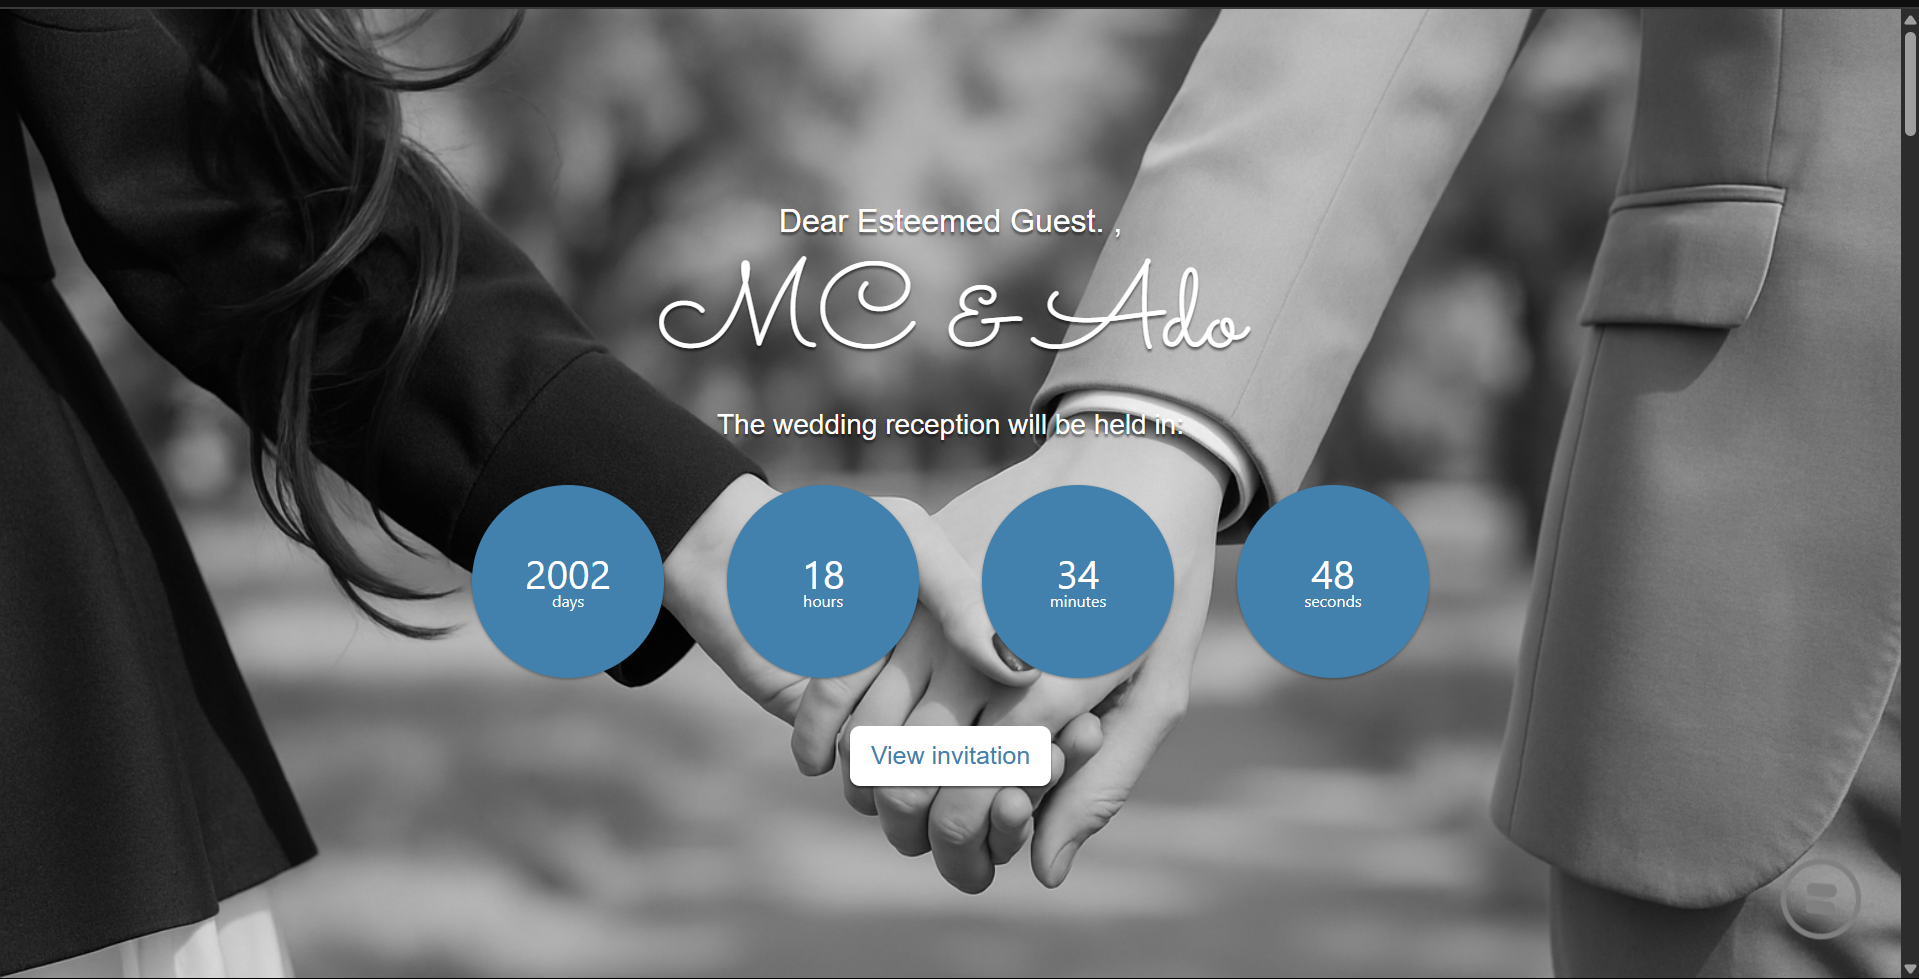 Dear Esteemed Guest. ,
MC & Ado
The wedding reception will be held in:
2002
days
18
hours
34
minutes
48
seconds
View invitation